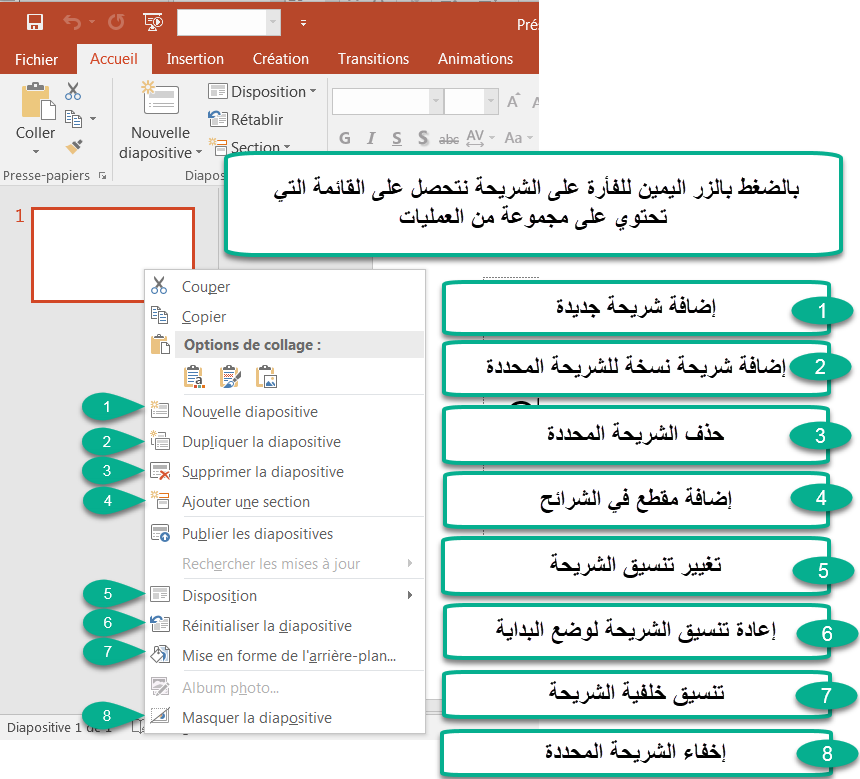 Pré
Fichier Accueil Insertion Création Transitions Animations
Coller
Nouvelle diapositive
Disposition
Rétablir
Section
G I S S abc AV Aa A
Presse-papiers
Diapos
بالضغط بالزر اليمين للفأرة على الشريحة نتحصل على القائمة التي
تحتوي على مجموعة من العمليات
1
Couper
Copier
Options de collage :
1 Nouvelle diapositive
2 Dupliquer la diapositive
3 Supprimer la diapositive
4 Ajouter une section
Publier les diapositives
Rechercher les mises à jour
5 Disposition
6 Réinitialiser la diapositive
7 Mise en forme de l'arrière-plan...
Album photo...
8 Masquer la diapositive
Diapositive 1 de 1
1 إضافة شريحة جديدة
2 إضافة شريحة نسخة للشريحة المحددة
3 حذف الشريحة المحددة
4 إضافة مقطع في الشرائح
5 تغيير تنسيق الشريحة
6 إعادة تنسيق الشريحة لوضع البداية
7 تنسيق خلفية الشريحة
8 إخفاء الشريحة المحددة